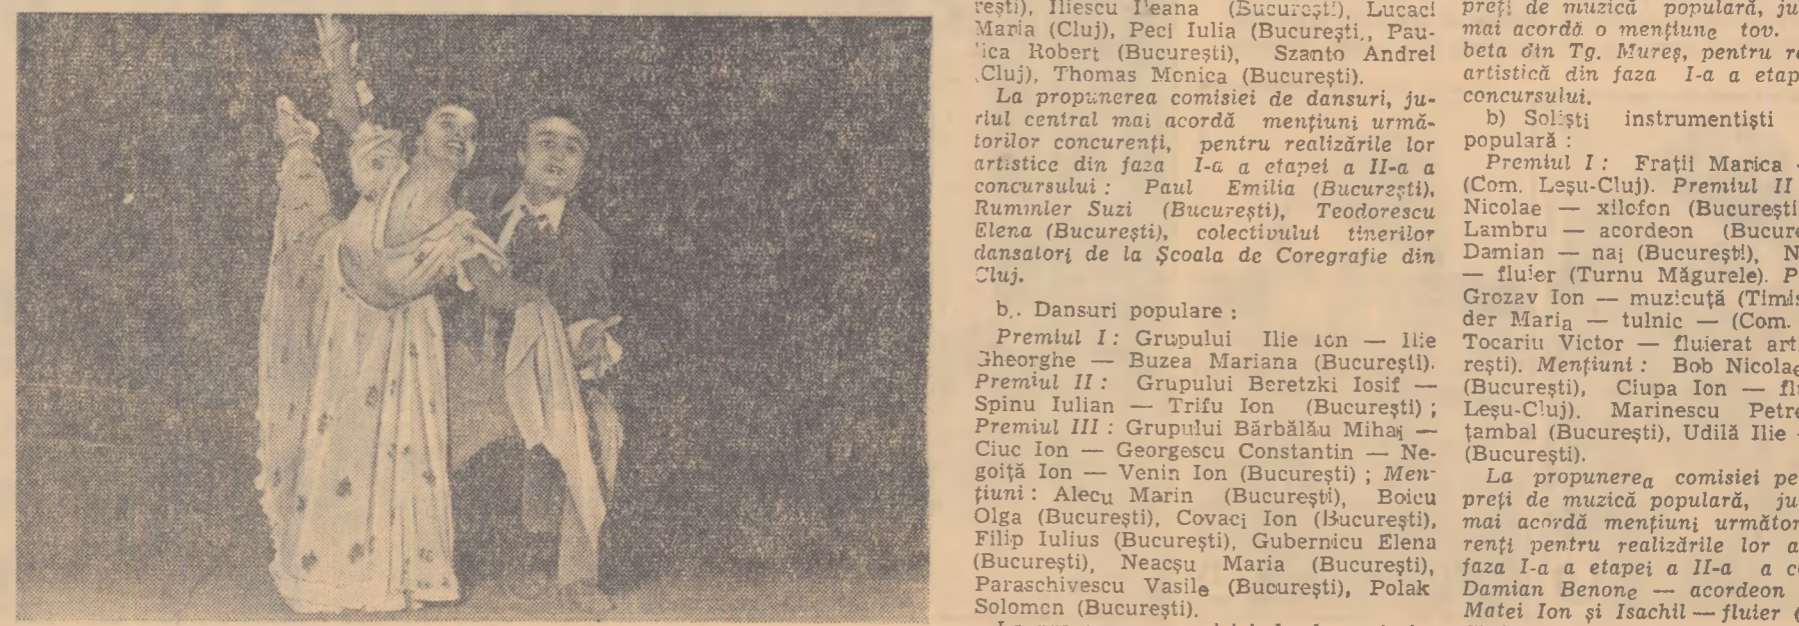 rești), Iliescu Ileana (București), Lucaci
Maria (Cluj), Peci Iulia (București,, Pau-
ica Robert (București), Szanto Andrei
Cluj), Thomas Monica (București).
La propunerea comisiei de dansuri, ju-
riul central mai acordă mențiuni urmă-
torilor concurenți, pentru realizările lor
artistice din faza I-a a etapei a II-a a
concursului : Paul Emilia (București),
Rummler Suzi (București), Teodorescu
Elena (București), colectivului tinerilor
dansatori de la Școala de Coregrafie din
Cluj.
b,. Dansuri populare :
Premiul I : Grupului Ilie Ion — Ilie
Gheorghe — Buzea Mariana (București).
Premiul II : Grupului Beretzki Iosif —
Spinu Iulian — Trifu Ion (București) ;
Premiul III : Grupului Bărbălău Mihai —
Ciuc Ion — Georgescu Constantin — Ne-
goiță Ion — Venin Ion (București) ; Men-
țiuni : Alecu Marin (București), Boicu
Olga (București), Covaci Ion (București),
Filip Iulius (București), Gubernicu Elena
(București), Neacșu Maria (București),
Paraschivescu Vasile (București), Polak
Solomon (București).
preți de muzică populară, ju
mai acordă o mențiune tov.
beta din Tg. Mureș, pentru re
artistică din faza I-a a etap
concursului.
b) Soliști instrumentiști
populară :
Premiul I : Frații Marica
(Com. Leșu-Cluj). Premiul II
Nicolae — xilofon (București
Lambru — acordeon (Bucure
Damian — nai (București), N
— fluier (Turnu Măgurele). P
Grozav Ion — muzicuță (Timiș
der Maria — tulnic — (Com.
Tocariu Victor — fluierat art
rești). Mențiuni : Bob Nicolae
(București), Ciupa Ion — fl
Leșu-Cluj). Marinescu Petre
țambal (București), Udilă Ilie
(București).
La propunerea comisiei pe
preți de muzică populară, ju
mai acordă mențiuni următor
renți pentru realizările lor a
faza I-a a etapei a II-a a c
Damian Benone — acordeon
Matei Ion și Isachil — fluier (